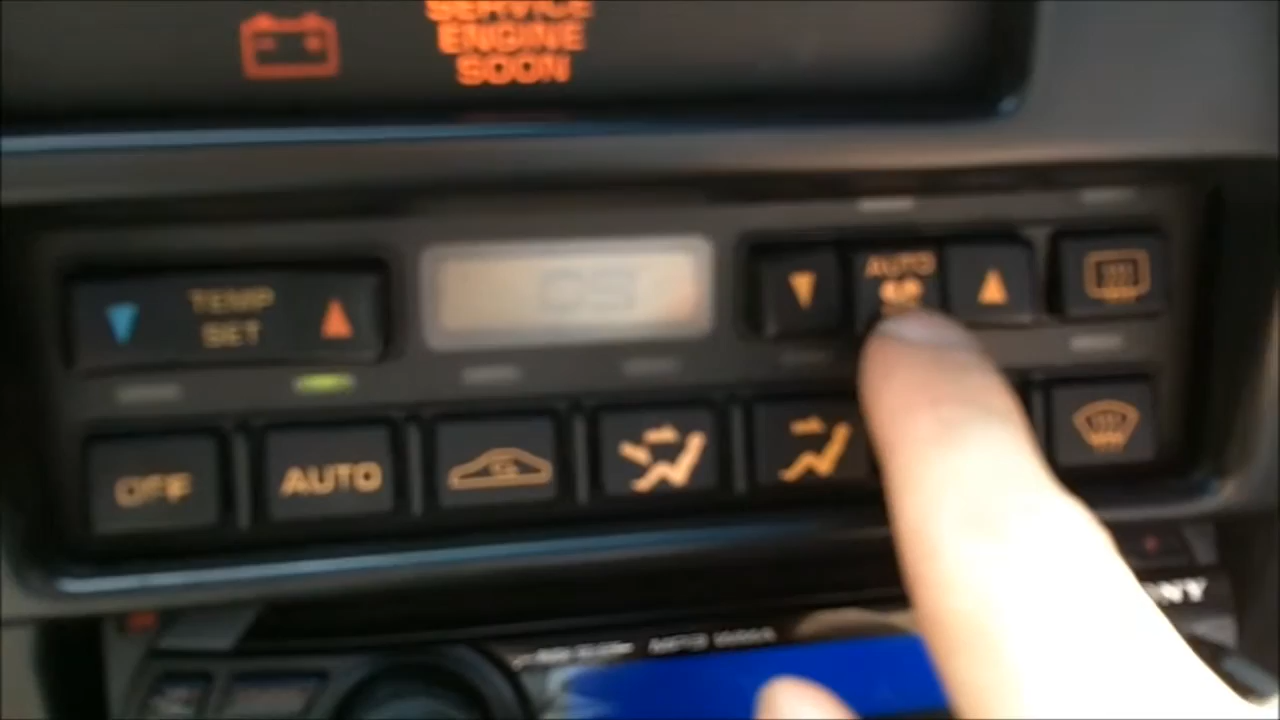 SERVICE
ENGINE
SOON
TEMP
SET
AUTO
OFF
AUTO